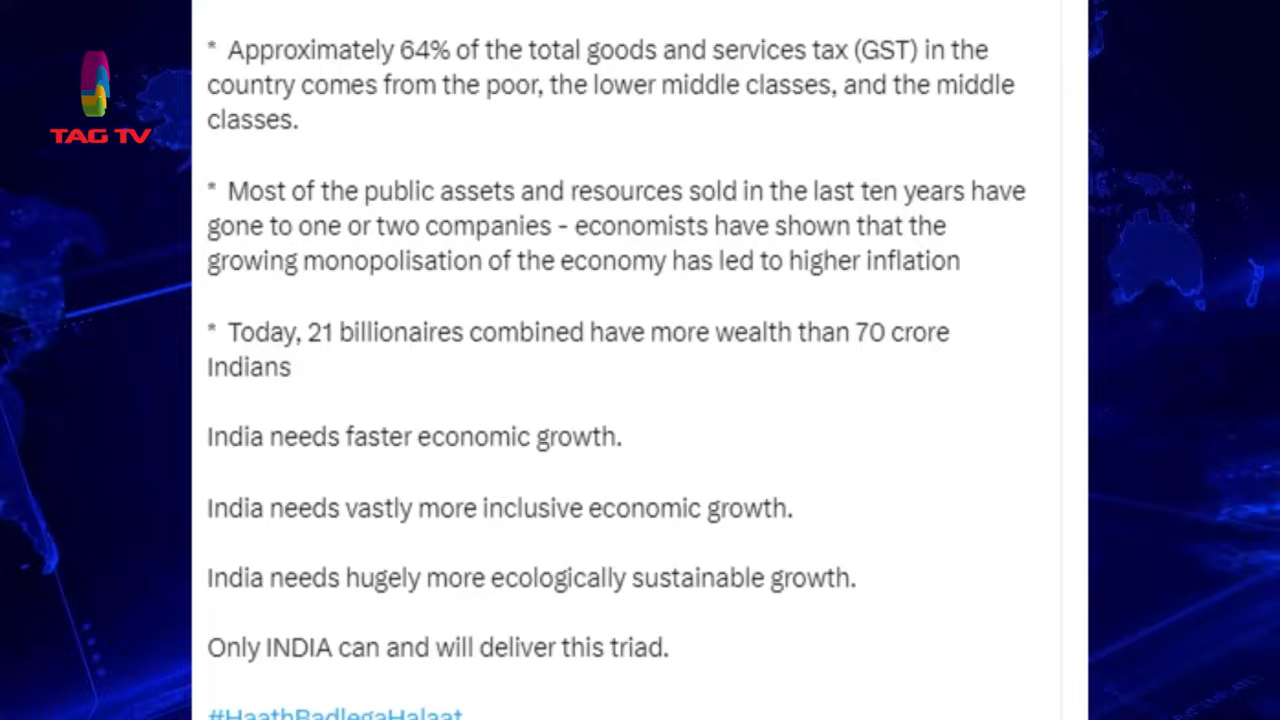 TAG TV
* Approximately 64% of the total goods and services tax (GST) in the
country comes from the poor, the lower middle classes, and the middle
classes.
* Most of the public assets and resources sold in the last ten years have
gone to one or two companies - economists have shown that the
growing monopolisation of the economy has led to higher inflation
* Today, 21 billionaires combined have more wealth than 70 crore
Indians
India needs faster economic growth.
India needs vastly more inclusive economic growth.
India needs hugely more ecologically sustainable growth.
Only INDIA can and will deliver this triad.
#HaathBadlegaHalaat